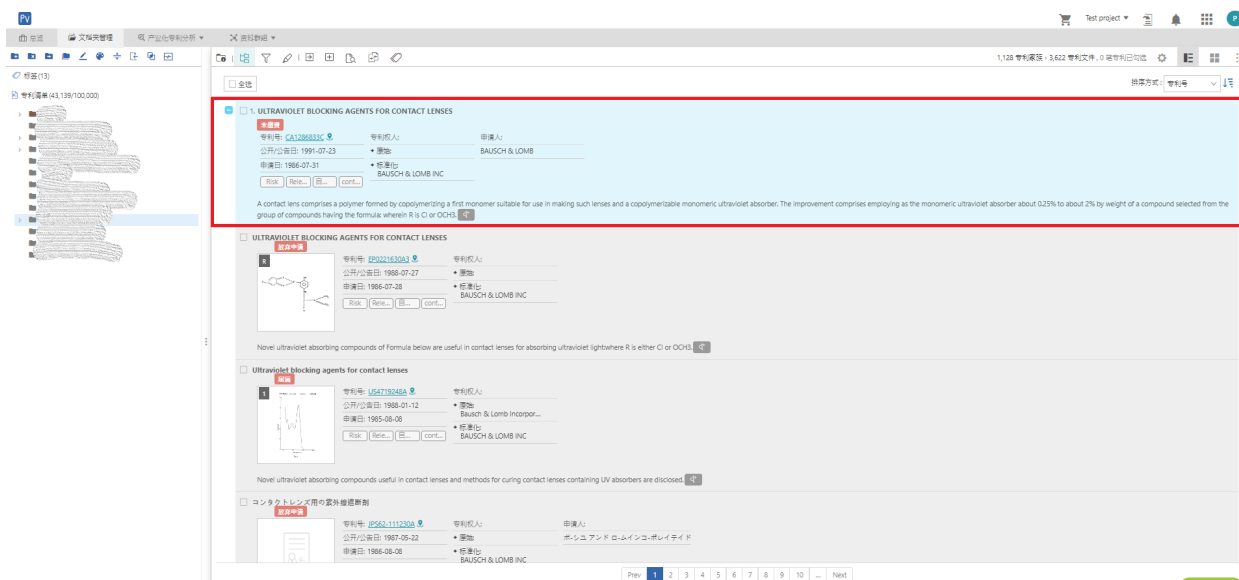 Pv
Test project
P
总览
文档夹管理
产业化专利分析
资料群组
1,128 专利家族，3,622 专利文件，0 笔专利已勾选
标签(13)
全选
排序方式：专利号
专利清单 (43,139/100,000)
1. ULTRAVIOLET BLOCKING AGENTS FOR CONTACT LENSES
专利号: CA1286833C 专利权人: 申请人:
公开/公告日: 1991-07-23 原始: BAUSCH & LOMB
申请日: 1986-07-31 标准化:
BAUSCH & LOMB INC
Risk Rele... 目... cont...
A contact lens comprises a polymer formed by copolymerizing a first monomer suitable for use in making such lenses and a copolymerizable monomeric ultraviolet absorber. The improvement comprises employing as the monomeric ultraviolet absorber about 0.25% to about 2% by weight of a compound selected from the
group of compounds having the formula: wherein R is Cl or OCH3.
ULTRAVIOLET BLOCKING AGENTS FOR CONTACT LENSES
放弃申请
R
专利号: EP0221630A3 专利权人:
公开/公告日: 1988-07-27 原始:
申请日: 1986-07-28 标准化:
BAUSCH & LOMB INC
Risk Rele... 目... cont...
Novel ultraviolet absorbing compounds of Formula below are useful in contact lenses for absorbing ultraviolet lightwhere R is either Cl or OCH3.
Ultraviolet blocking agents for contact lenses
届满
1
专利号: US4719248A 专利权人:
公开/公告日: 1988-01-12 原始:
Bausch & Lomb Incorpor...
申请日: 1985-08-08 标准化:
BAUSCH & LOMB INC
Risk Rele... 目... cont...
Novel ultraviolet absorbing compounds useful in contact lenses and methods for curing contact lenses containing UV absorbers are disclosed.
コンタクトレンズ用の紫外線遮断剤
放弃申请
专利号: JPS62-111230A 专利权人: 申请人:
公开/公告日: 1987-05-22 原始: ボーシユ アンド ロームインコーポレイテイド
申请日: 1986-08-08 标准化:
BAUSCH & LOMB INC
Prev 1 2 3 4 5 6 7 8 9 10 ... Next